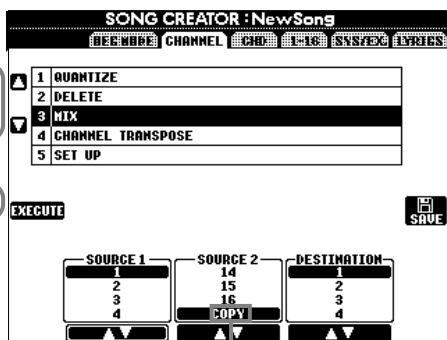 SONG CREATOR : NewSong
REC MODE CHANNEL CHD 1-16 SYS/EX. LYRICS
1 QUANTIZE
2 DELETE
3 MIX
4 CHANNEL TRANSPOSE
5 SET UP
EXECUTE
SAVE
SOURCE 1 SOURCE 2 DESTINATION
1 14 1
2 15 2
3 16 3
4 COPY 4